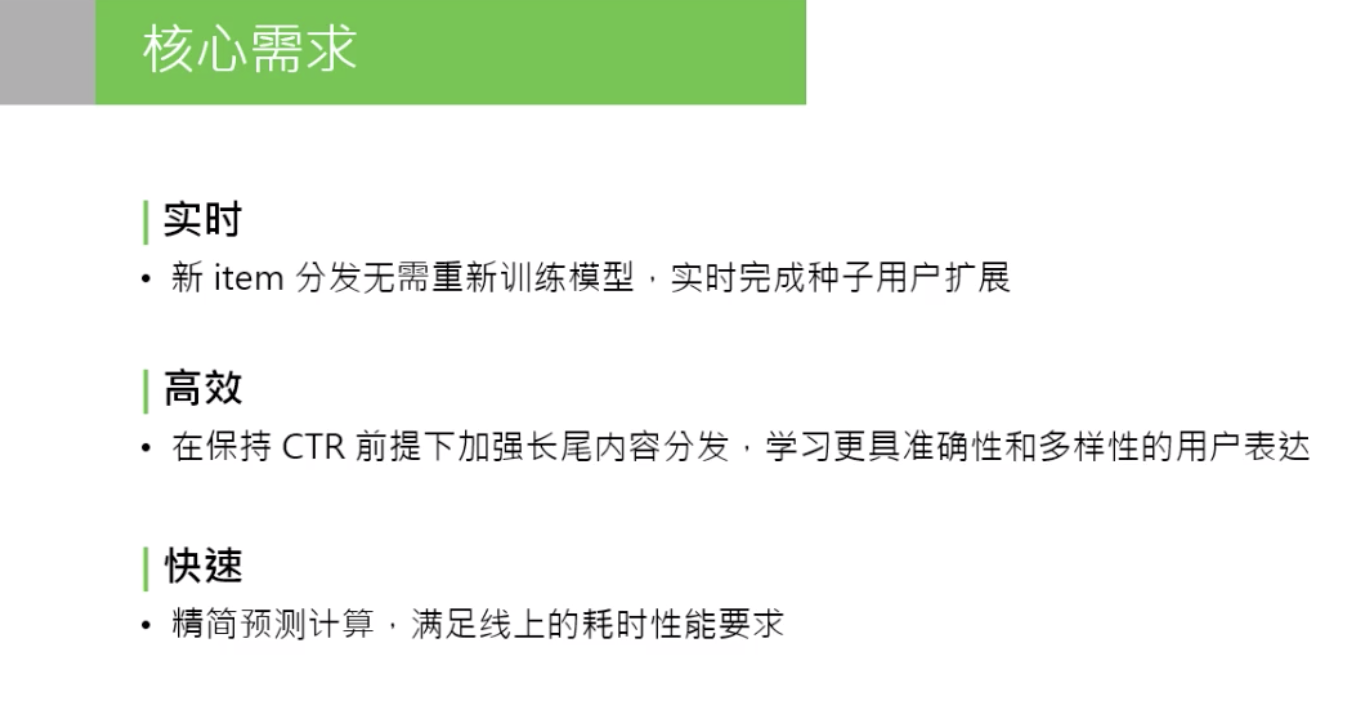 核心需求
实时
• 新 item 分发无需重新训练模型，实时完成种子用户扩展
高效
• 在保持 CTR 前提下加强长尾内容分发，学习更具准确性和多样性的用户表达
快速
• 精简预测计算，满足线上的耗时性能要求